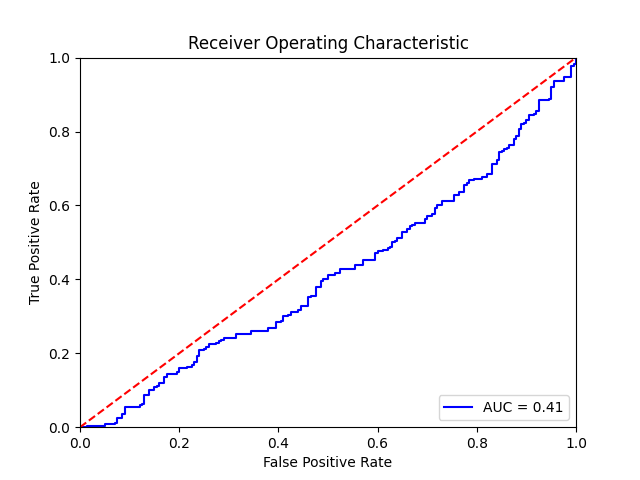 Receiver Operating Characteristic
1.0
0.8
0.6
0.4
0.2
0.0
True Positive Rate
AUC = 0.41
0.0 0.2 0.4 0.6 0.8 1.0
False Positive Rate